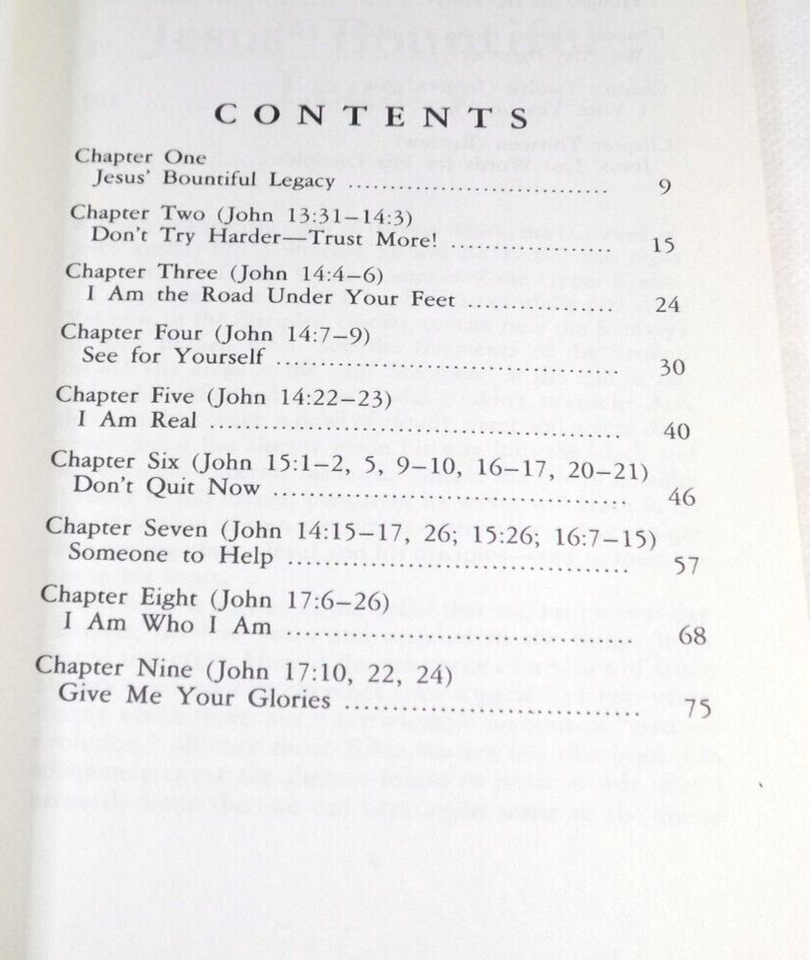 CONTENTS
Chapter One
Jesus' Bountiful Legacy ............................ 9
Chapter Two (John 13:31–14:3)
Don't Try Harder—Trust More! .................. 15
Chapter Three (John 14:4–6)
I Am the Road Under Your Feet ................ 24
Chapter Four (John 14:7–9)
See for Yourself ...................................... 30
Chapter Five (John 14:22–23)
I Am Real .............................................. 40
Chapter Six (John 15:1–2, 5, 9–10, 16–17, 20–21)
Don't Quit Now ...................................... 46
Chapter Seven (John 14:15–17, 26; 15:26; 16:7–15)
Someone to Help .................................... 57
Chapter Eight (John 17:6–26)
I Am Who I Am ...................................... 68
Chapter Nine (John 17:10, 22, 24)
Give Me Your Glories .............................. 75